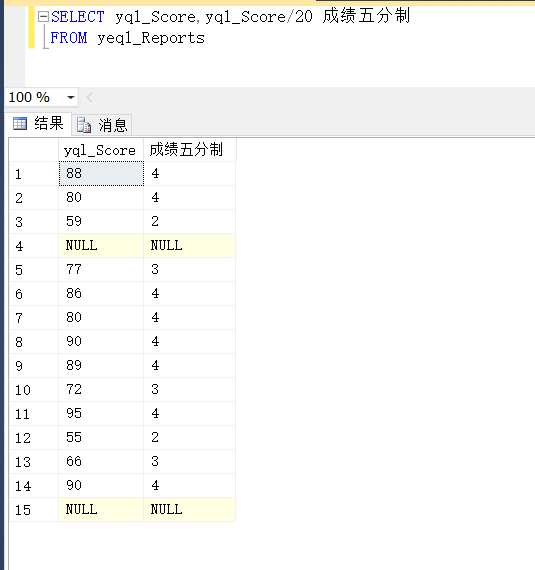 SELECT yql_Score,yql_Score/20 成绩五分制
FROM yeql_Reports
100 %
结果 消息
yql_Score 成绩五分制
1 88 4
2 80 4
3 59 2
4 NULL NULL
5 77 3
6 86 4
7 80 4
8 90 4
9 89 4
10 72 3
11 95 4
12 55 2
13 66 3
14 90 4
15 NULL NULL